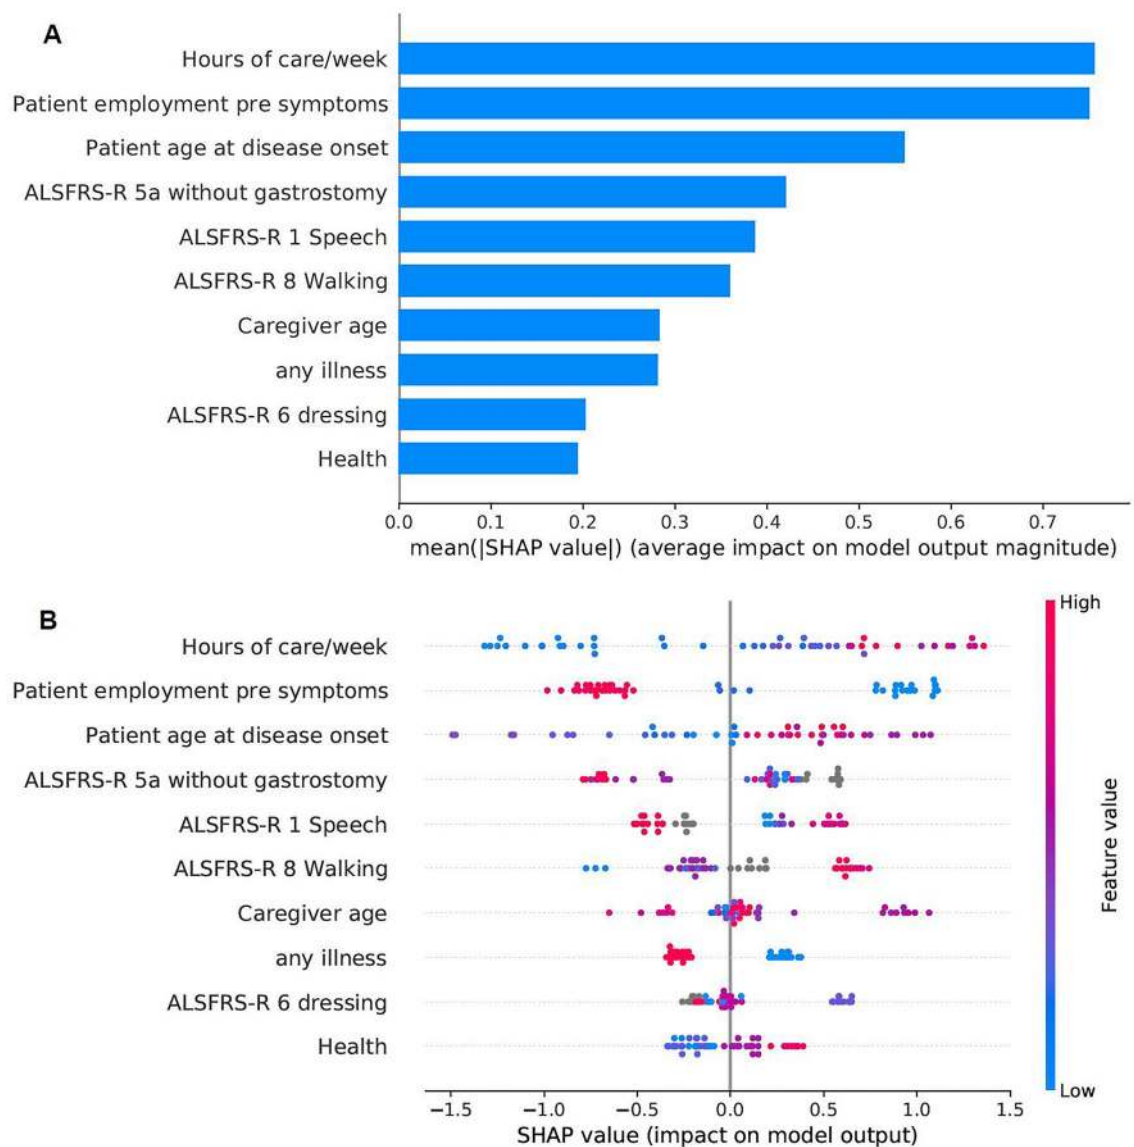 A
Hours of care/week
Patient employment pre symptoms
Patient age at disease onset
ALSFRS-R 5a without gastrostomy
ALSFRS-R 1 Speech
ALSFRS-R 8 Walking
Caregiver age
any illness
ALSFRS-R 6 dressing
Health
0.0 0.1 0.2 0.3 0.4 0.5 0.6 0.7
mean(|SHAP value|) (average impact on model output magnitude)
B
High
Hours of care/week
Patient employment pre symptoms
Patient age at disease onset
ALSFRS-R 5a without gastrostomy
ALSFRS-R 1 Speech
ALSFRS-R 8 Walking
Caregiver age
any illness
ALSFRS-R 6 dressing
Health
Feature value
Low
−1.5 −1.0 −0.5 0.0 0.5 1.0 1.5
SHAP value (impact on model output)